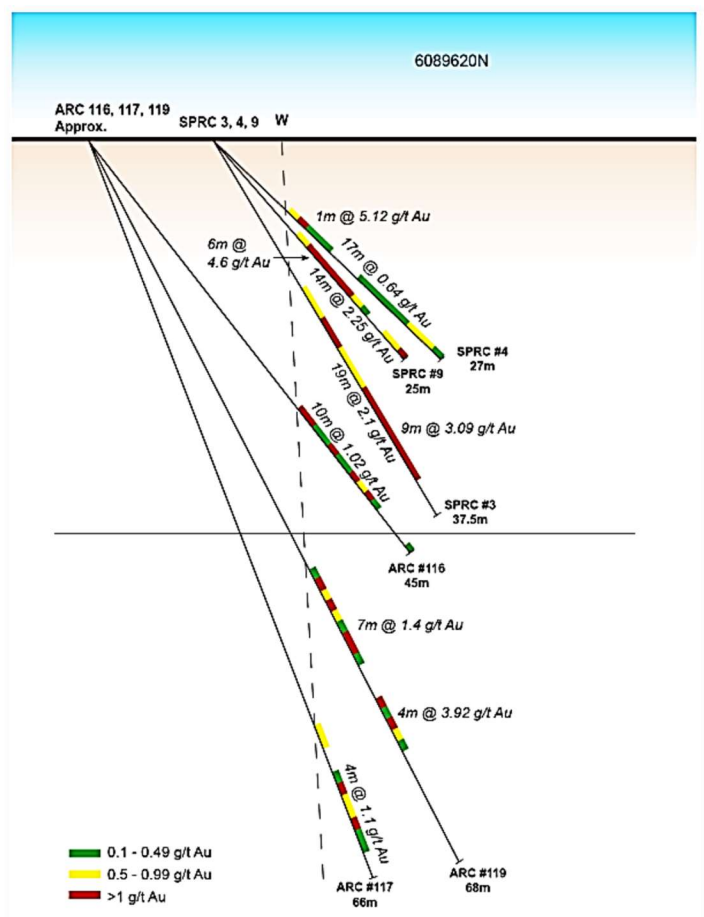 6089620N
ARC 116, 117, 119
Approx.
SPRC 3, 4, 9
W
1m @ 5.12 g/t Au
6m @
4.6 g/t Au
17m @ 0.64 g/t Au
14m @ 2.25 g/t Au
SPRC #4
27m
SPRC #9
25m
19m @ 2.1 g/t Au
10m @ 1.02 g/t Au
9m @ 3.09 g/t Au
SPRC #3
37.5m
ARC #116
45m
7m @ 1.4 g/t Au
4m @ 3.92 g/t Au
4m @ 1.1 g/t Au
0.1 - 0.49 g/t Au
0.5 - 0.99 g/t Au
>1 g/t Au
ARC #117
66m
ARC #119
68m